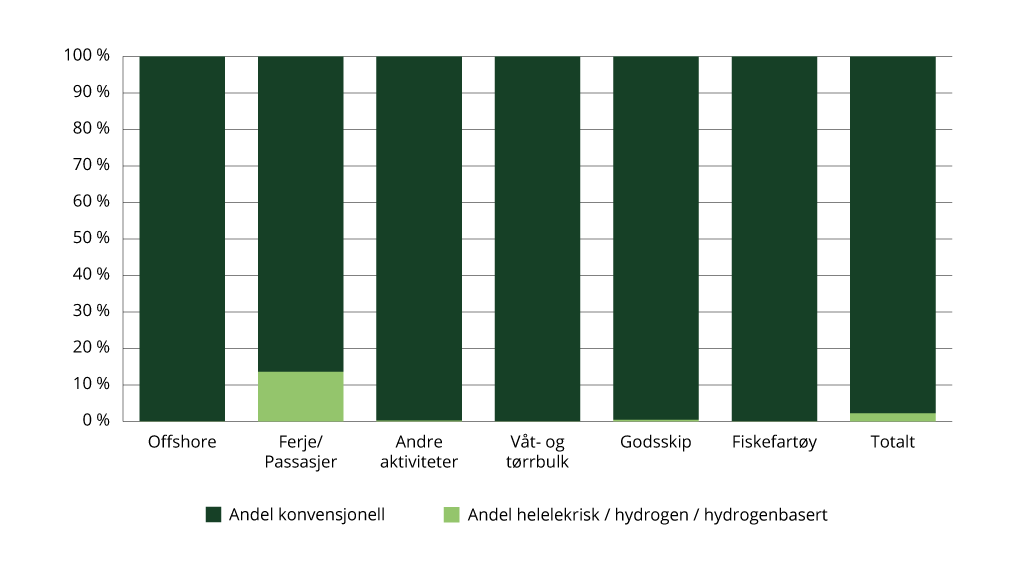 100 %
90 %
80 %
70 %
60 %
50 %
40 %
30 %
20 %
10 %
0 %
Offshore
Ferje/
Passasjer
Andre
aktiviteter
Våt- og
tørrbulk
Godsskip
Fiskefartøy
Totalt
Andel konvensjonell
Andel helelekrisk / hydrogen / hydrogenbasert